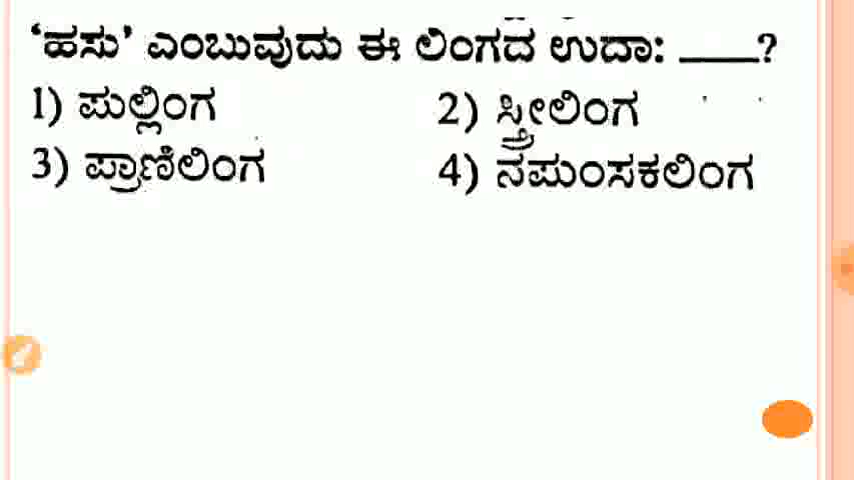 ‘ಹಸು’ ಎಂಬುವುದು ಈ ಲಿಂಗದ ಉದಾ: ____?
1) ಪುಲ್ಲಿಂಗ 2) ಸ್ತ್ರೀಲಿಂಗ
3) ಪ್ರಾಣಿಲಿಂಗ 4) ನಪುಂಸಕಲಿಂಗ